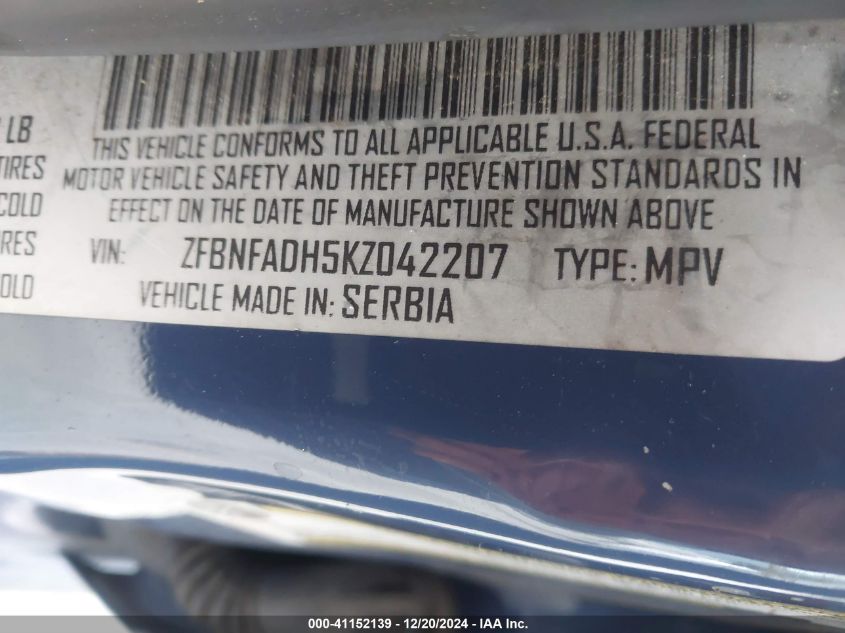 LB
TIRES
COLD
RES
OLD
THIS VEHICLE CONFORMS TO ALL APPLICABLE U.S.A. FEDERAL
MOTOR VEHICLE SAFETY AND THEFT PREVENTION STANDARDS IN
EFFECT ON THE DATE OF MANUFACTURE SHOWN ABOVE
VIN: ZFBNFADH5KZ042207 TYPE: MPV
VEHICLE MADE IN: SERBIA
000-41152139 - 12/20/2024 - IAA Inc.